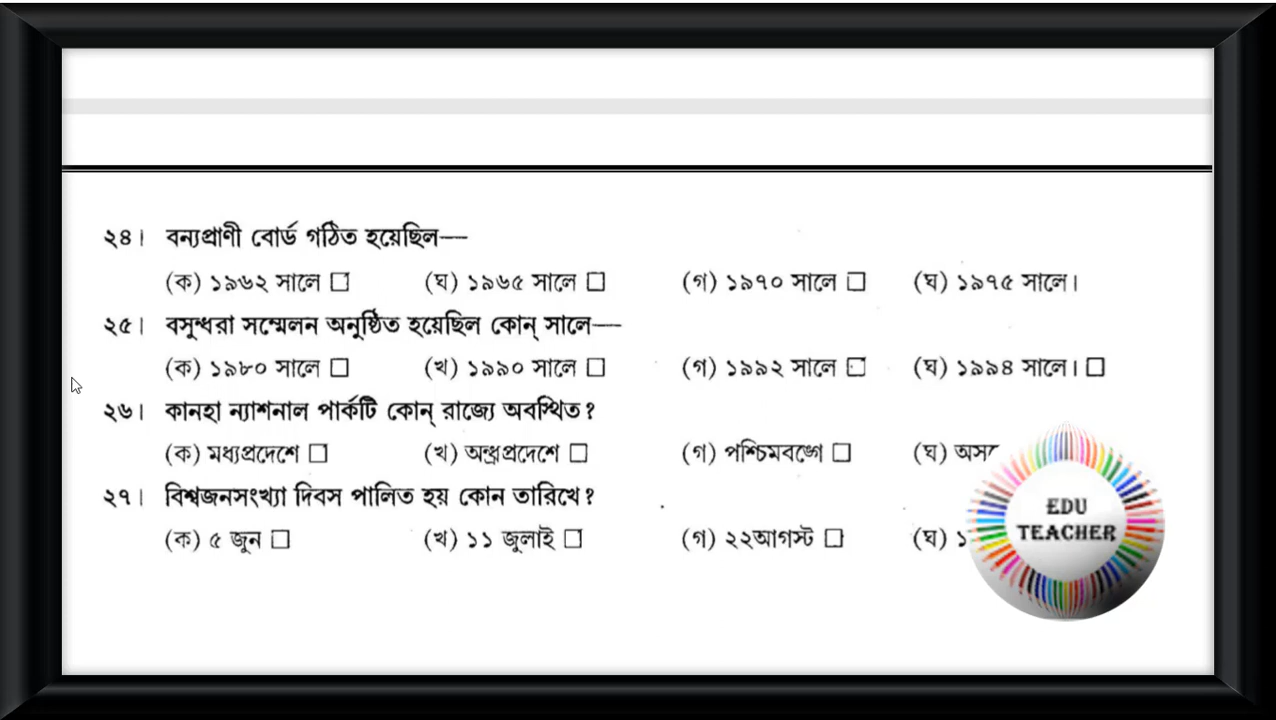 ২৪। বন্যপ্রাণী বোর্ড গঠিত হয়েছিল—
(ক) ১৯৬২ সালে □ (ঘ) ১৯৬৫ সালে □ (গ) ১৯৭০ সালে □ (ঘ) ১৯৭৫ সালে।
২৫। বসুন্ধরা সম্মেলন অনুষ্ঠিত হয়েছিল কোন্ সালে—
(ক) ১৯৮০ সালে □ (খ) ১৯৯০ সালে □ (গ) ১৯৯২ সালে □ (ঘ) ১৯৯৪ সালে। □
২৬। কানহা ন্যাশনাল পার্কটি কোন্ রাজ্যে অবস্থিত?
(ক) মধ্যপ্রদেশে □ (খ) অন্ধ্রপ্রদেশে □ (গ) পশ্চিমবঙ্গে □ (ঘ)
২৭। বিশ্বজনসংখ্যা দিবস পালিত হয় কোন তারিখে?
(ক) ৫ জুন □ (খ) ১১ জুলাই □ (গ) ২২আগস্ট □ (ঘ)
EDU
TEACHER